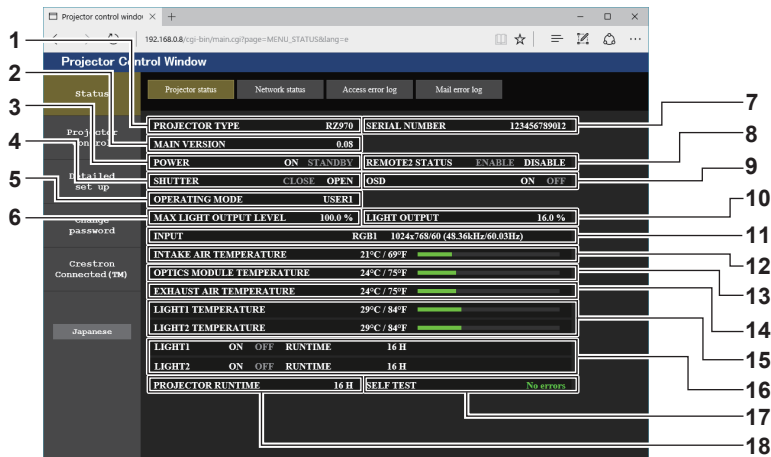 Projector control windov
192.168.0.8/cgi-bin/main.cgi?page=MENU_STATUS&lang=e
Projector Control Window
Status
Projector status
Network status
Access error log
Mail error log
Projector control
Detailed
set up
Change
password
Crestron
Connected(TM)
Japanese
PROJECTOR TYPE RZ970 SERIAL NUMBER 123456789012
MAIN VERSION 0.08
POWER ON STANDBY REMOTE2 STATUS ENABLE DISABLE
SHUTTER CLOSE OPEN OSD ON OFF
OPERATING MODE USER1
MAX LIGHT OUTPUT LEVEL 100.0 % LIGHT OUTPUT 16.0 %
INPUT RGB1 1024x768/60 (48.36kHz/60.03Hz)
INTAKE AIR TEMPERATURE 21°C / 69°F
OPTICS MODULE TEMPERATURE 24°C / 75°F
EXHAUST AIR TEMPERATURE 24°C / 75°F
LIGHT1 TEMPERATURE 29°C / 84°F
LIGHT2 TEMPERATURE 29°C / 84°F
LIGHT1 ON OFF RUNTIME 16 H
LIGHT2 ON OFF RUNTIME 16 H
PROJECTOR RUNTIME 16 H SELF TEST No errors
1
2
3
4
5
6
7
8
9
10
11
12
13
14
15
16
17
18